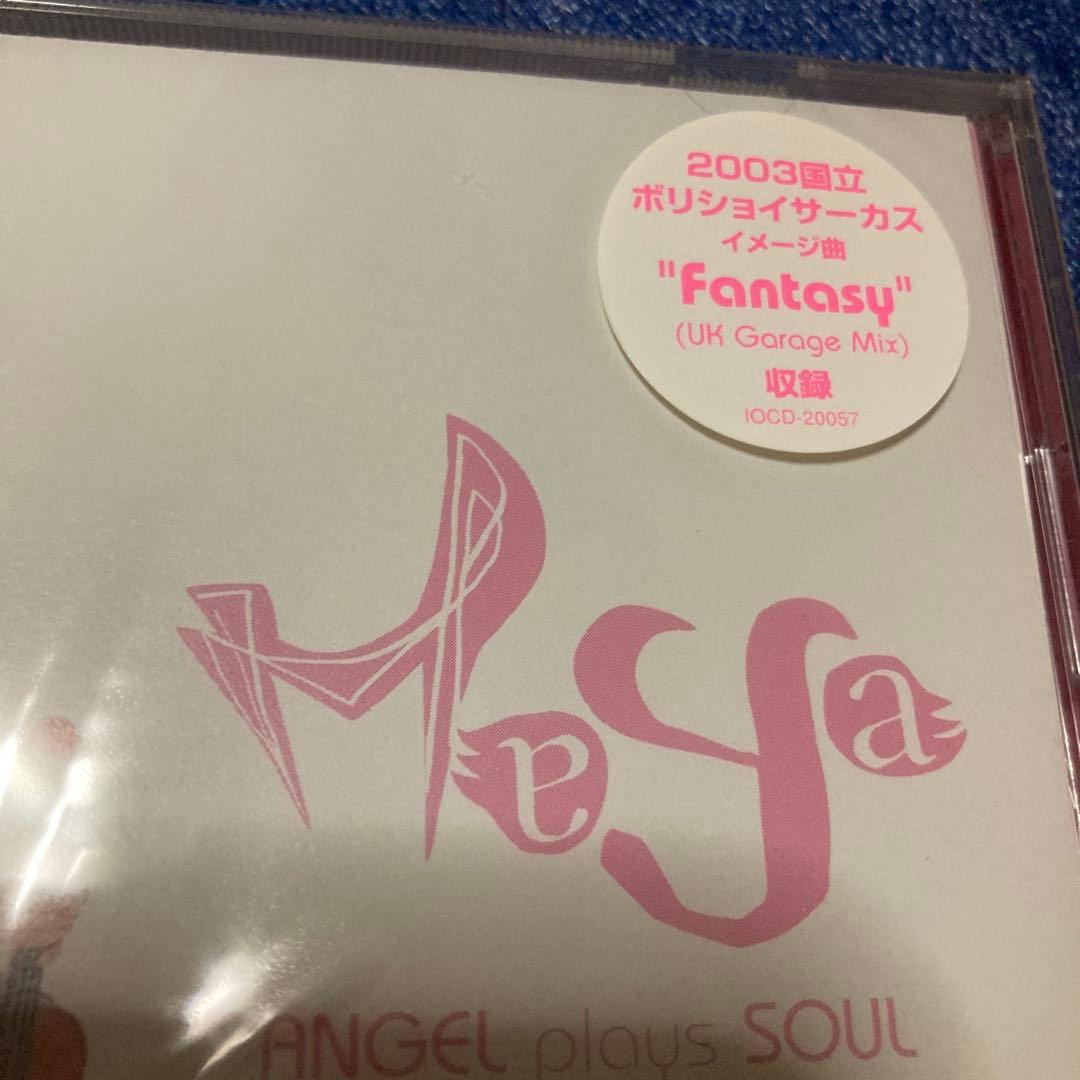 2003国立
ボリショイサーカス
イメージ曲
"Fantasy"
(UK Garage Mix)
収録
IOCD-20057
MeYa
ANGEL plays SOUL